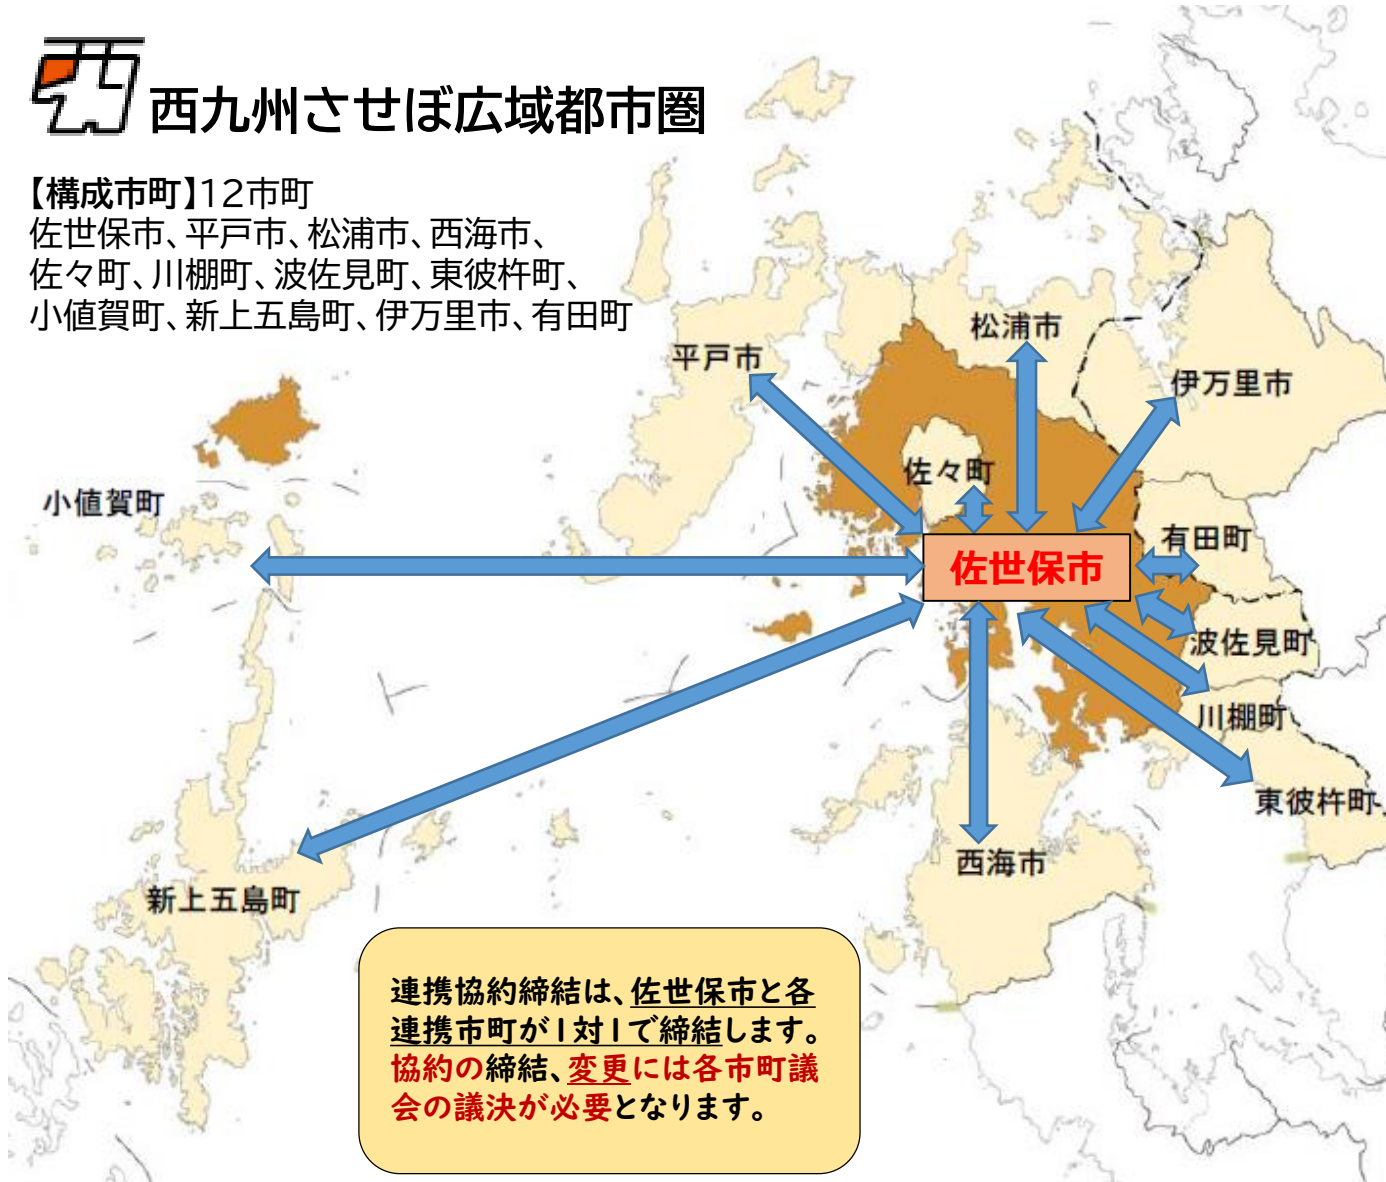 西九州させぼ広域都市圏
【構成市町】12市町
佐世保市、平戸市、松浦市、西海市、
佐々町、川棚町、波佐見町、東彼杵町、
小値賀町、新上五島町、伊万里市、有田町
松浦市
平戸市
伊万里市
佐々町
小値賀町
有田町
佐世保市
波佐見町
川棚町
東彼杵町
西海市
新上五島町
連携協約締結は、佐世保市と各
連携市町が1対1で締結します。
協約の締結、変更には各市町議
会の議決が必要となります。